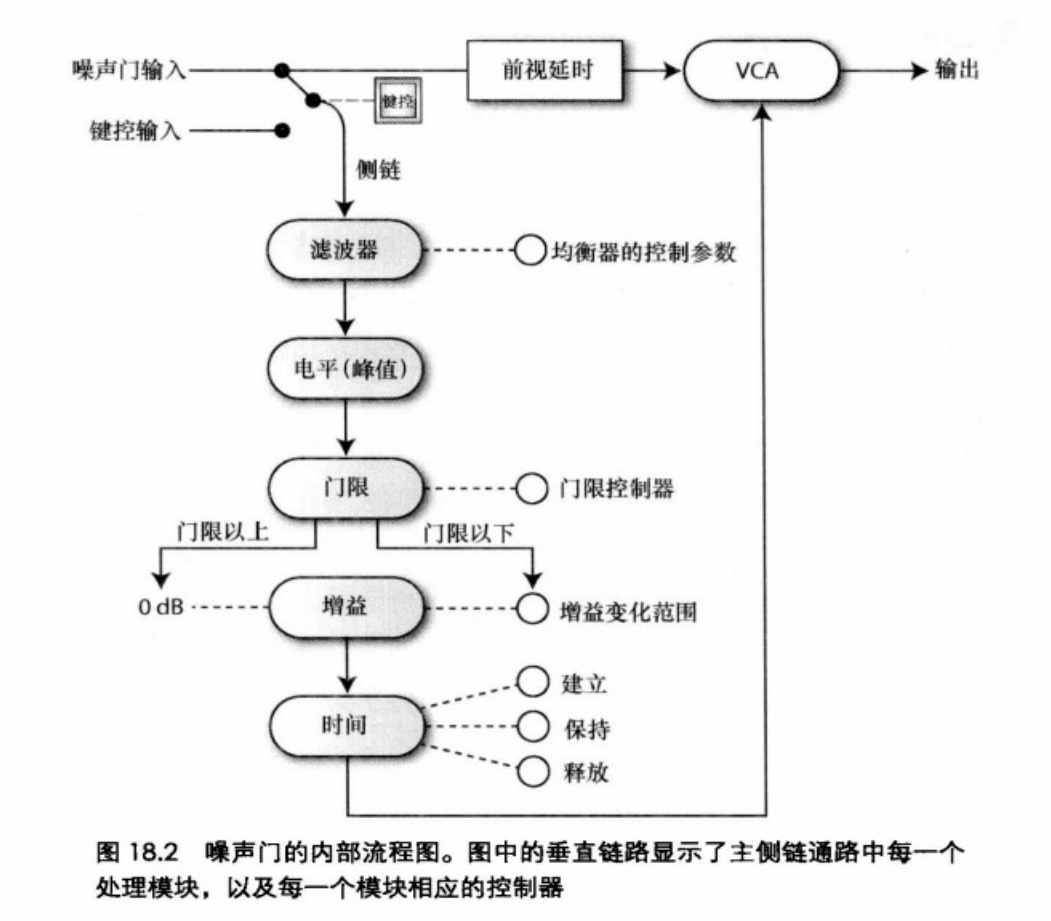 噪声门输入
前视延时
VCA
输出
键控
键控输入
侧链
滤波器
均衡器的控制参数
电平(峰值)
门限
门限控制器
门限以上
门限以下
0 dB
增益
增益变化范围
建立
时间
保持
释放
图 18.2 噪声门的内部流程图。图中的垂直链路显示了主侧链通路中每一个
处理模块，以及每一个模块相应的控制器